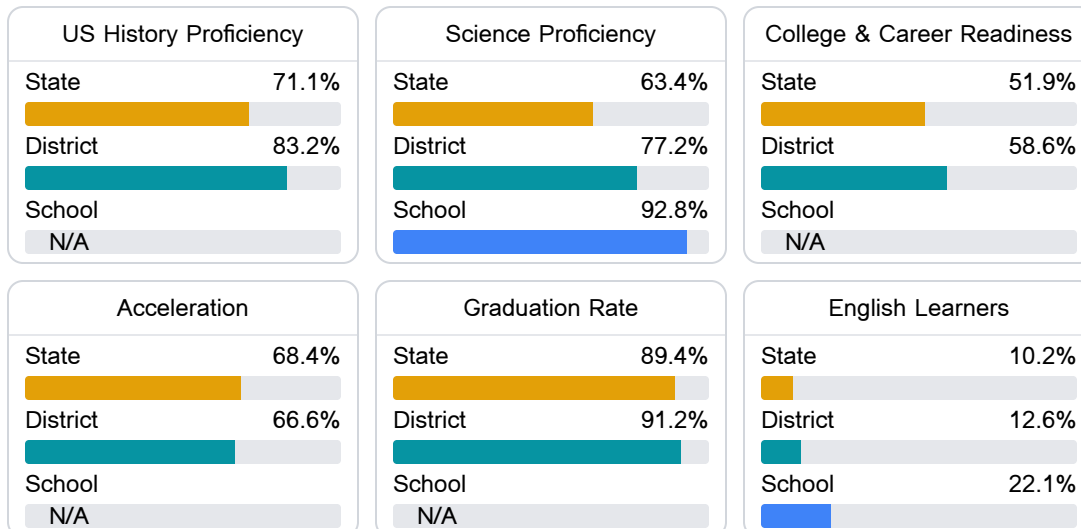 US History Proficiency
State 71.1%
District 83.2%
School
N/A
Science Proficiency
State 63.4%
District 77.2%
School 92.8%
College & Career Readiness
State 51.9%
District 58.6%
School
N/A
Acceleration
State 68.4%
District 66.6%
School
N/A
Graduation Rate
State 89.4%
District 91.2%
School
N/A
English Learners
State 10.2%
District 12.6%
School 22.1%